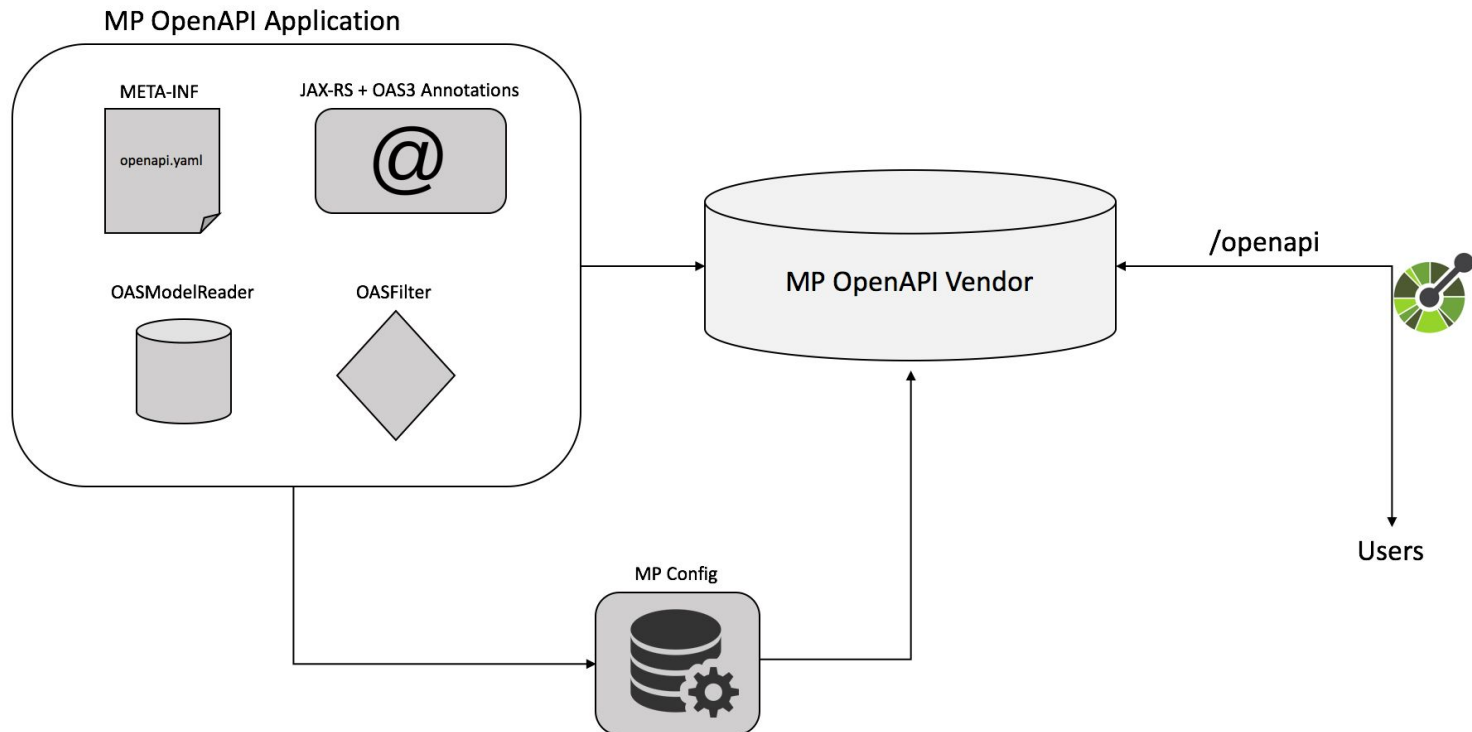 MP OpenAPI Application
META-INF
JAX-RS + OAS3 Annotations
openapi.yaml
@
OASModelReader
OASFilter
MP OpenAPI Vendor
/openapi
Users
MP Config